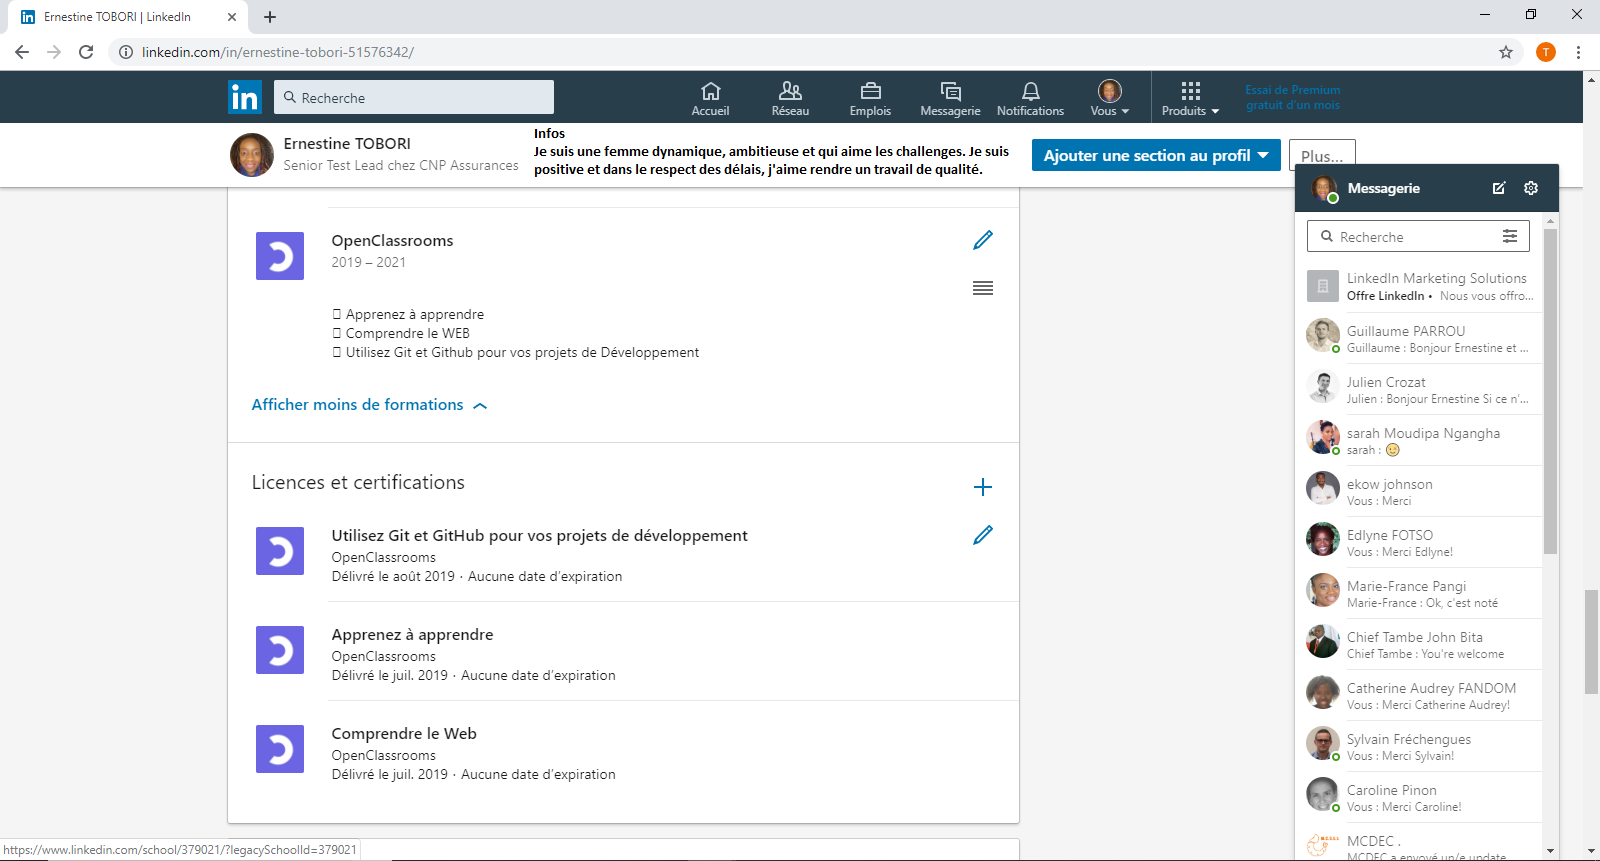 Ernestine TOBORI | LinkedIn
linkedin.com/in/ernestine-tobori-51576342/
T
in
Recherche
Accueil
Réseau
Emplois
Messagerie
Notifications
Vous
Produits
Essai de Premium
gratuit d'un mois
Ernestine TOBORI
Senior Test Lead chez CNP Assurances
Infos
Je suis une femme dynamique, ambitieuse et qui aime les challenges. Je suis
positive et dans le respect des délais, j'aime rendre un travail de qualité.
Ajouter une section au profil
Plus...
OpenClassrooms
2019 – 2021
Apprenez à apprendre
Comprendre le WEB
Utilisez Git et Github pour vos projets de Développement
Afficher moins de formations
Licences et certifications
Utilisez Git et GitHub pour vos projets de développement
OpenClassrooms
Délivré le août 2019 · Aucune date d'expiration
Apprenez à apprendre
OpenClassrooms
Délivré le juil. 2019 · Aucune date d'expiration
Comprendre le Web
OpenClassrooms
Délivré le juil. 2019 · Aucune date d'expiration
Messagerie
Recherche
LinkedIn Marketing Solutions
Offre LinkedIn • Nous vous offro...
Guillaume PARROU
Guillaume : Bonjour Ernestine et ...
Julien Crozat
Julien : Bonjour Ernestine Si ce n'...
sarah Moudipa Ngangha
sarah : 😉
ekow johnson
Vous : Merci
Edlyne FOTSO
Vous : Merci Edlyne!
Marie-France Pangi
Marie-France : Ok, c'est noté
Chief Tambe John Bita
Chief Tambe : You're welcome
Catherine Audrey FANDOM
Vous : Merci Catherine Audrey!
Sylvain Fréchengues
Vous : Merci Sylvain!
Caroline Pinon
Vous : Merci Caroline!
MCDEC .
MCDEC a envoyé un/e update
https://www.linkedin.com/school/379021/?legacySchoolId=379021